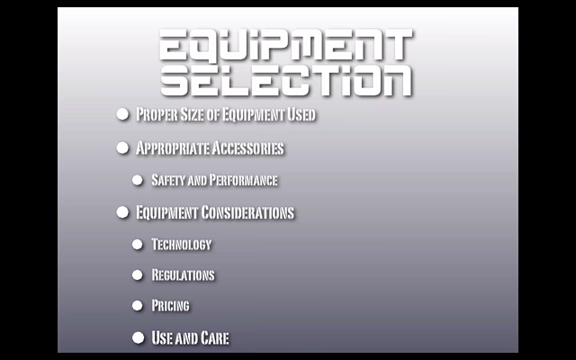 Equipment
Selection
Proper Size of Equipment Used
Appropriate Accessories
Safety and Performance
Equipment Considerations
Technology
Regulations
Pricing
Use and Care